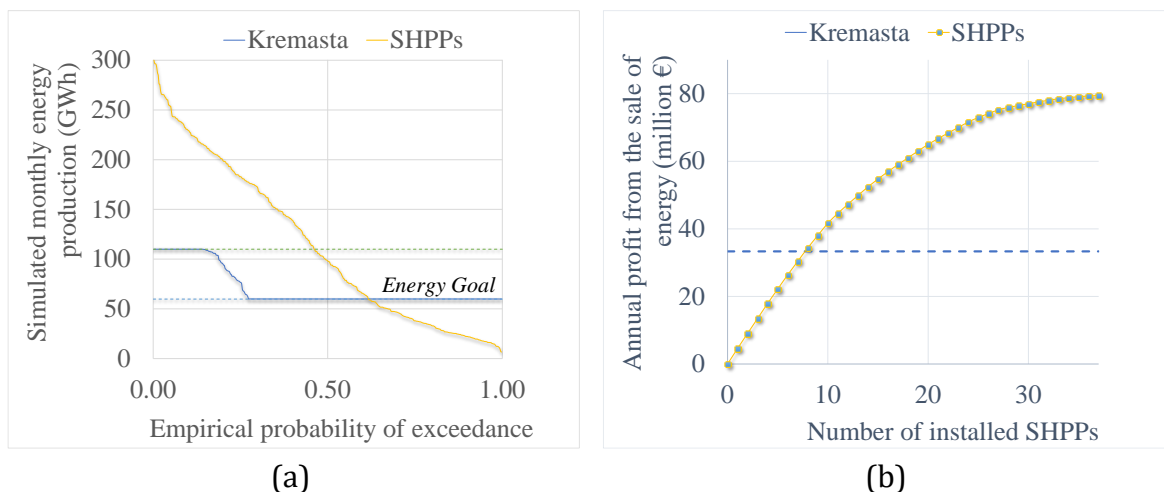 Kremasta SHPPs
Simulated monthly energy
production (GWh)
300
250
200
150
100
50
0
Energy Goal
0.00 0.50 1.00
Empirical probability of exceedance
(a)
Kremasta SHPPs
Annual profit from the sale of
energy (million €)
80
60
40
20
0
0 10 20 30
Number of installed SHPPs
(b)